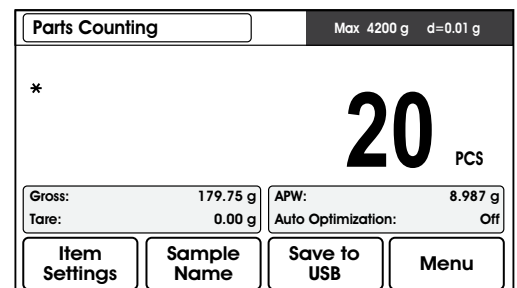 Parts Counting
Max 4200 g d=0.01 g
*
20 PCS
Gross: 179.75 g
Tare: 0.00 g
APW: 8.987 g
Auto Optimization: Off
Item Settings
Sample Name
Save to USB
Menu